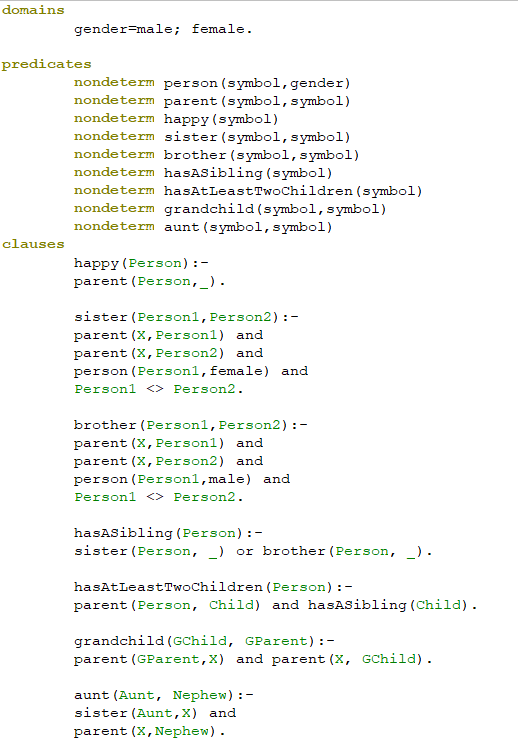 domains
gender=male; female.
predicates
nondeterm person(symbol,gender)
nondeterm parent(symbol,symbol)
nondeterm happy(symbol)
nondeterm sister(symbol,symbol)
nondeterm brother(symbol,symbol)
nondeterm hasASibling(symbol)
nondeterm hasAtLeastTwoChildren(symbol)
nondeterm grandchild(symbol,symbol)
nondeterm aunt(symbol,symbol)
clauses
happy(Person):-
parent(Person,_).
sister(Person1,Person2):-
parent(X,Person1) and
parent(X,Person2) and
person(Person1,female) and
Person1 <> Person2.
brother(Person1,Person2):-
parent(X,Person1) and
parent(X,Person2) and
person(Person1,male) and
Person1 <> Person2.
hasASibling(Person):-
sister(Person, _) or brother(Person, _).
hasAtLeastTwoChildren(Person):-
parent(Person, Child) and hasASibling(Child).
grandchild(GChild, GParent):-
parent(GParent,X) and parent(X, GChild).
aunt(Aunt, Nephew):-
sister(Aunt,X) and
parent(X,Nephew).